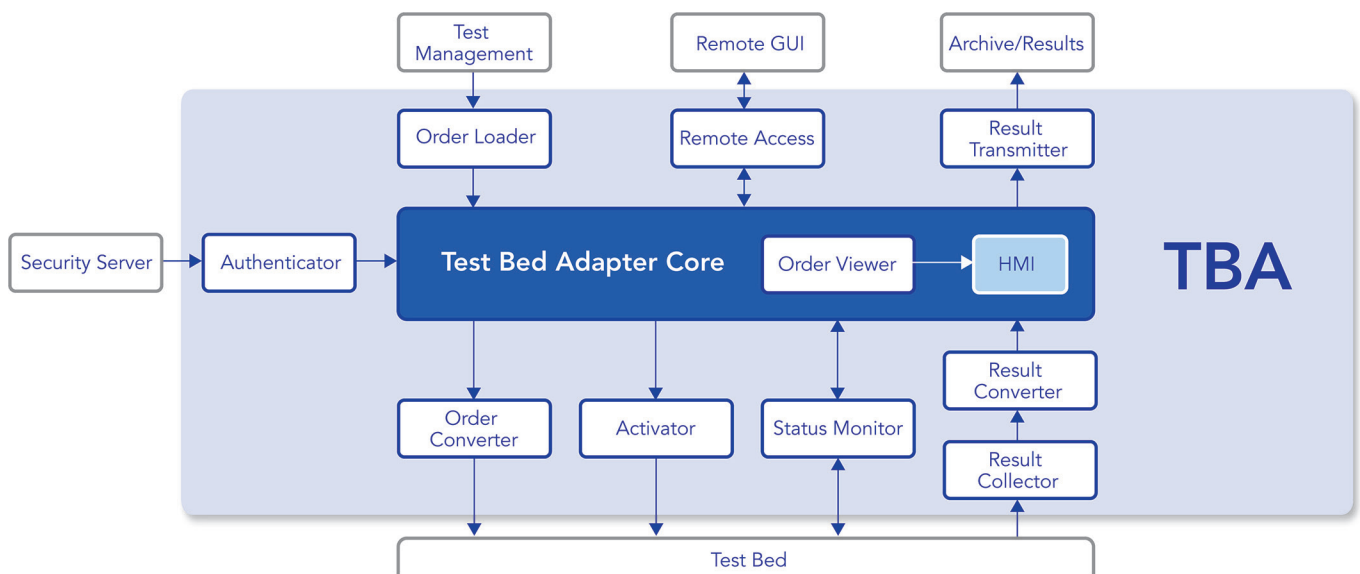 Test
Management
Remote GUI
Archive/Results
Order Loader
Remote Access
Result
Transmitter
Security Server
Authenticator
Test Bed Adapter Core
Order Viewer
HMI
TBA
Result
Converter
Order
Converter
Activator
Status Monitor
Result
Collector
Test Bed